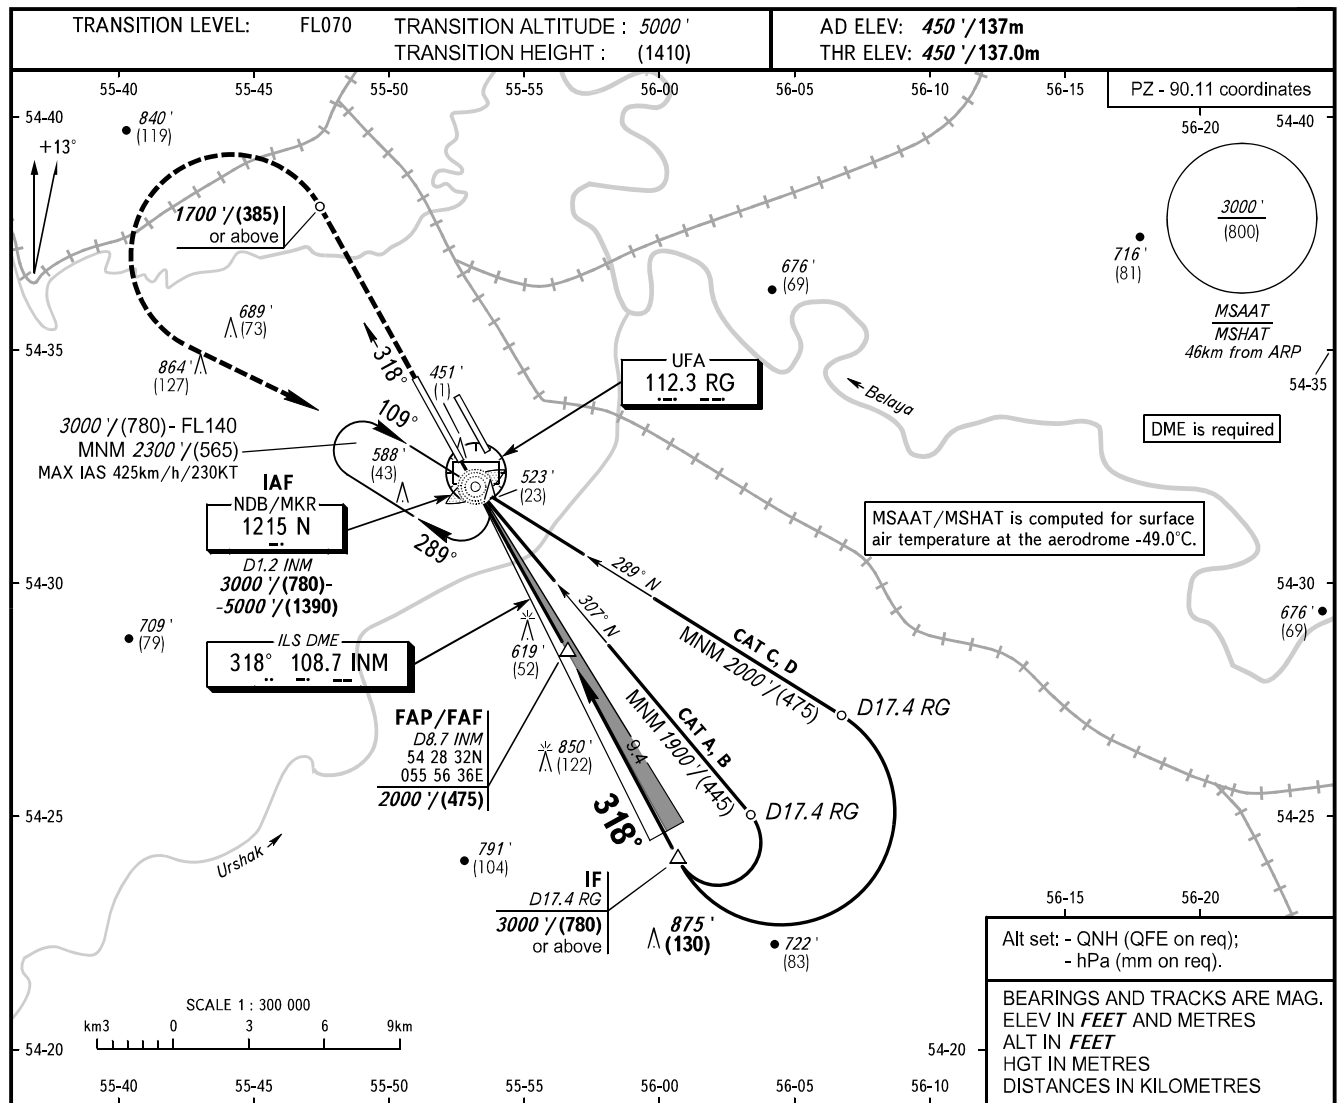 TRANSITION LEVEL: FL070
TRANSITION ALTITUDE : 5000 '
TRANSITION HEIGHT : (1410)
AD ELEV: 450 '/137m
THR ELEV: 450 '/137.0m
55-40 55-45 55-50 55-55 56-00 56-05 56-10 56-15
PZ - 90.11 coordinates
56-20 54-40
54-40
840 '
(119)
+13°
3000 '
(800)
1700 '/(385)
or above
716 '
(81)
676 '
(69)
MSAAT
MSHAT
46km from ARP
689 '
(73)
54-35
864 '
(127)
318°
451 '
(1)
UFA
112.3 RG
54-35
Belaya
109°
3000 '/(780)- FL140
MNM 2300 '/(565)
MAX IAS 425km/h/230KT
588 '
(43)
DME is required
IAF
NDB/MKR
1215 N
523 '
(23)
D1.2 INM
3000 '/(780)-
-5000 '/(1390)
289°
MSAAT/MSHAT is computed for surface
air temperature at the aerodrome -49.0°C.
54-30
289° N
307° N
54-30
676 '
(69)
709 '
(79)
ILS DME
318° 108.7 INM
619 '
(52)
CAT C, D
MNM 2000 '/(475)
D17.4 RG
FAP/FAF
D8.7 INM
54 28 32N
055 56 36E
2000 '/(475)
850 '
(122)
9.4
CAT A, B
MNM 1900 '/(445)
D17.4 RG
54-25
318°
54-25
Urshak
791 '
(104)
IF
D17.4 RG
3000 '/(780)
or above
875 '
(130)
722 '
(83)
56-15 56-20
Alt set: - QNH (QFE on req);
- hPa (mm on req).
BEARINGS AND TRACKS ARE MAG.
ELEV IN FEET AND METRES
ALT IN FEET
HGT IN METRES
DISTANCES IN KILOMETRES
SCALE 1 : 300 000
km3 0 3 6 9km
54-20
54-20
55-40 55-45 55-50 55-55 56-00 56-05 56-10